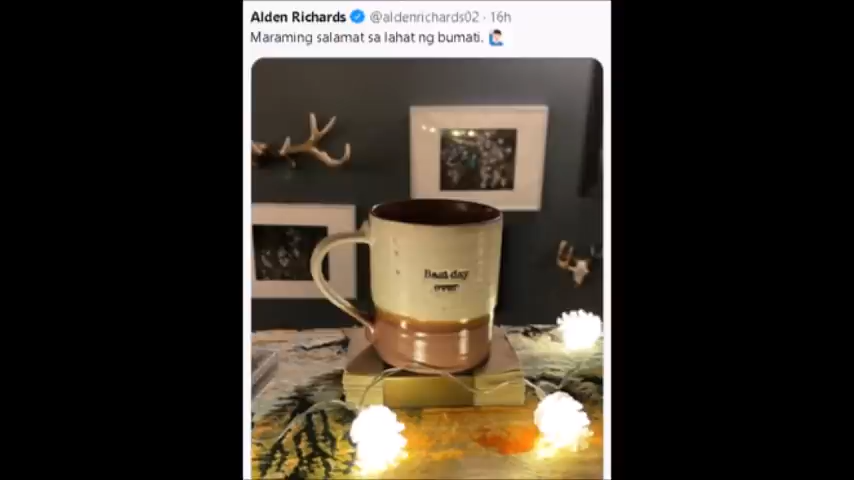 Alden Richards @aldenrichards02 · 16h
Maraming salamat sa lahat ng bumati.
Best day
ever